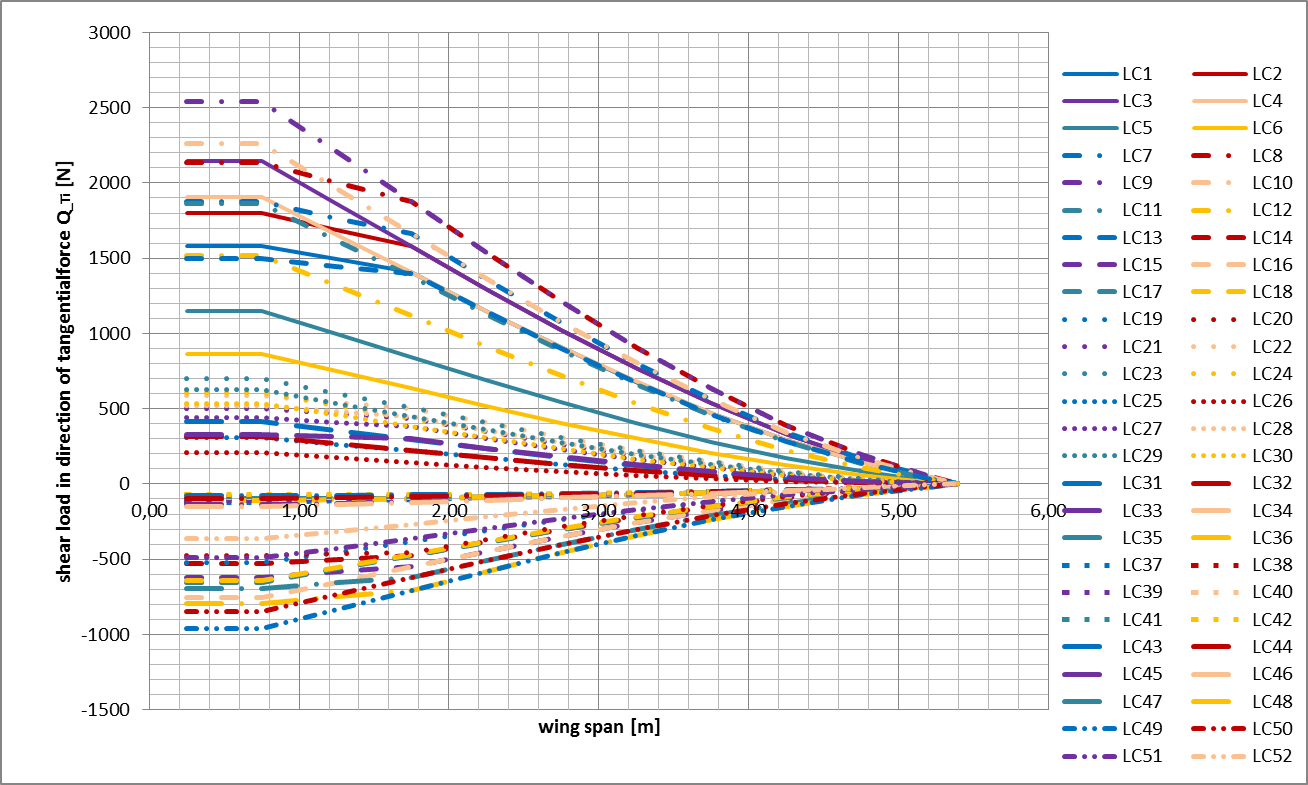 3000
2500
2000
1500
1000
500
0
-500
-1000
-1500
0,00 1,00 2,00 3,00 4,00 5,00 6,00
shear load in direction of tangentialforce Q_Ti [N]
wing span [m]
LC1 LC2
LC3 LC4
LC5 LC6
LC7 LC8
LC9 LC10
LC11 LC12
LC13 LC14
LC15 LC16
LC17 LC18
LC19 LC20
LC21 LC22
LC23 LC24
LC25 LC26
LC27 LC28
LC29 LC30
LC31 LC32
LC33 LC34
LC35 LC36
LC37 LC38
LC39 LC40
LC41 LC42
LC43 LC44
LC45 LC46
LC47 LC48
LC49 LC50
LC51 LC52